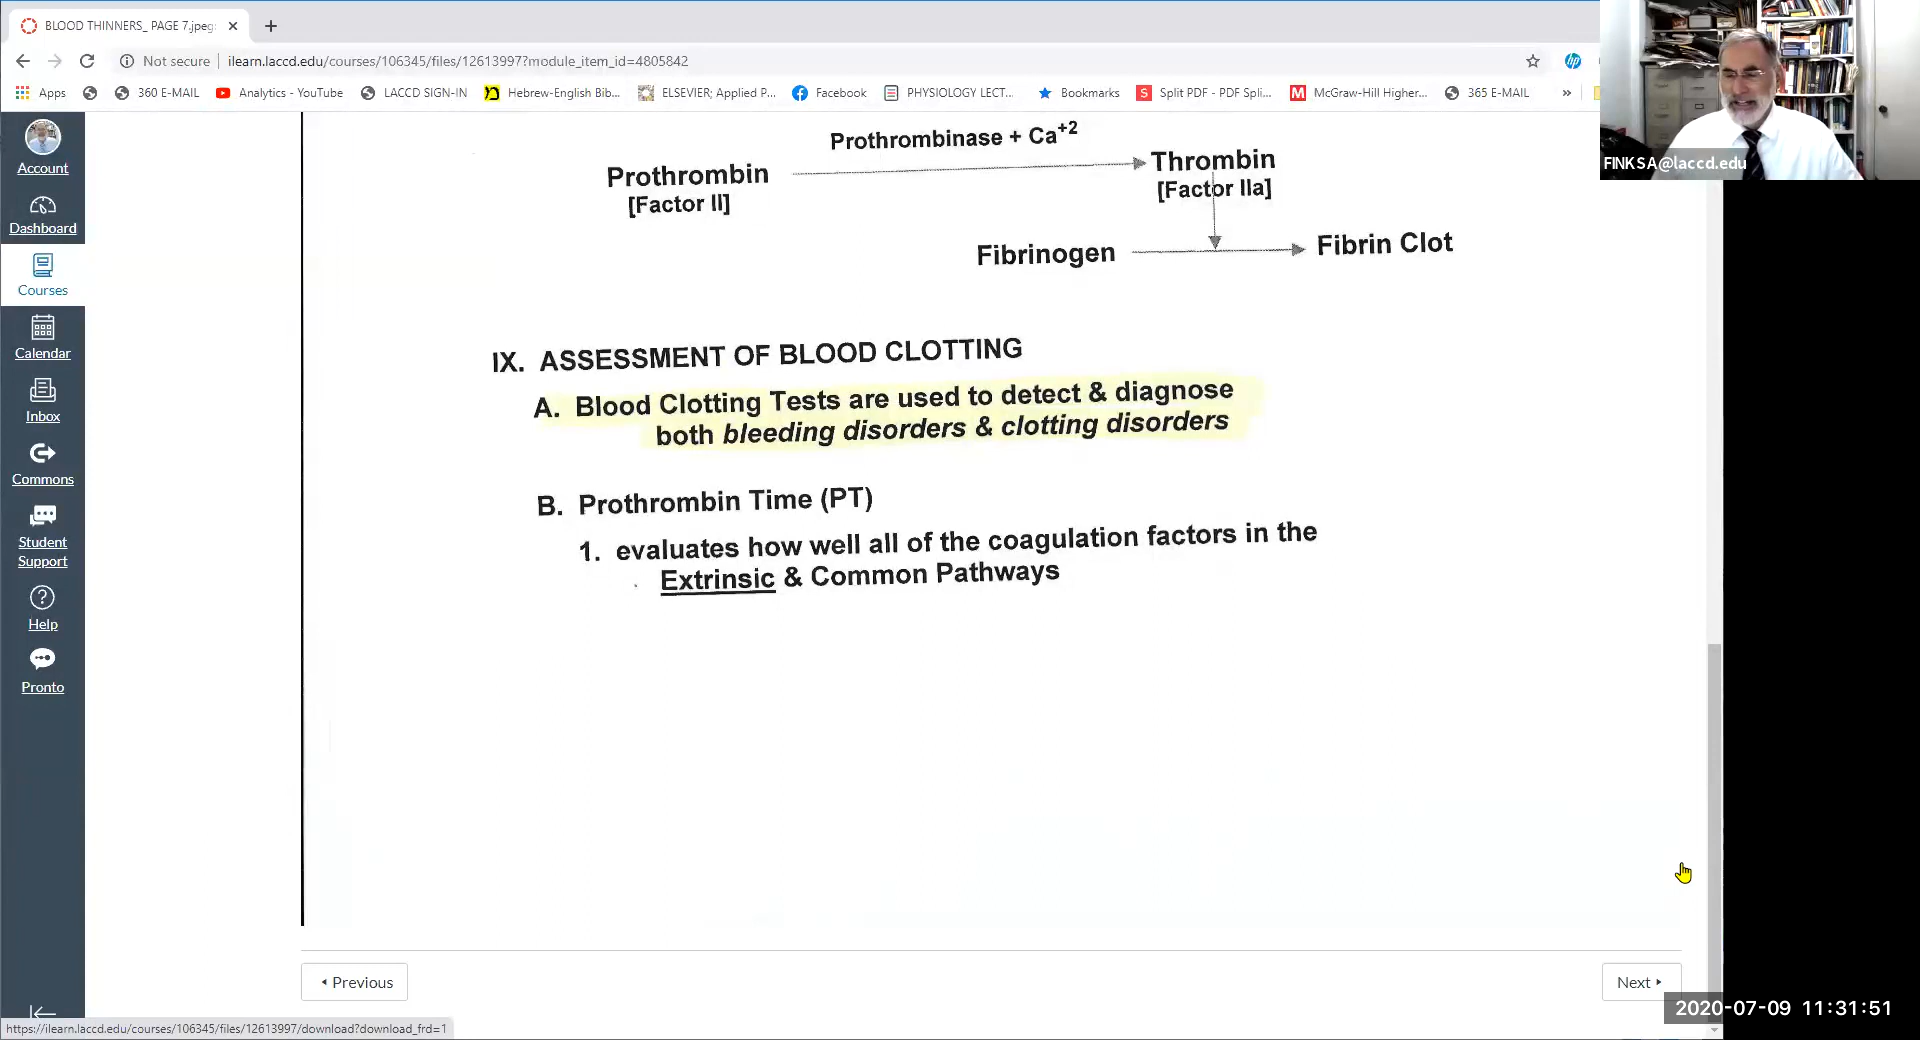 BLOOD THINNERS_ PAGE 7.jpeg:
Not secure
ilearn.laccd.edu/courses/106345/files/12613997?module_item_id=4805842
hp
Apps
360 E-MAIL
Analytics - YouTube
LACCD SIGN-IN
Hebrew-English Bib...
ELSEVIER; Applied P...
Facebook
PHYSIOLOGY LECT...
Bookmarks
S Split PDF - PDF Spli...
M McGraw-Hill Higher...
365 E-MAIL
»
FINKSA@laccd.edu
Account
Dashboard
Courses
Calendar
Inbox
Commons
Student
Support
Help
Pronto
Prothrombinase + Ca+2
Prothrombin
[Factor II]
Thrombin
[Factor IIa]
Fibrinogen
Fibrin Clot
IX. ASSESSMENT OF BLOOD CLOTTING
A. Blood Clotting Tests are used to detect & diagnose
both bleeding disorders & clotting disorders
B. Prothrombin Time (PT)
1. evaluates how well all of the coagulation factors in the
Extrinsic & Common Pathways
Previous
Next
2020-07-09 11:31:51
https://ilearn.laccd.edu/courses/106345/files/12613997/download?download_frd=1